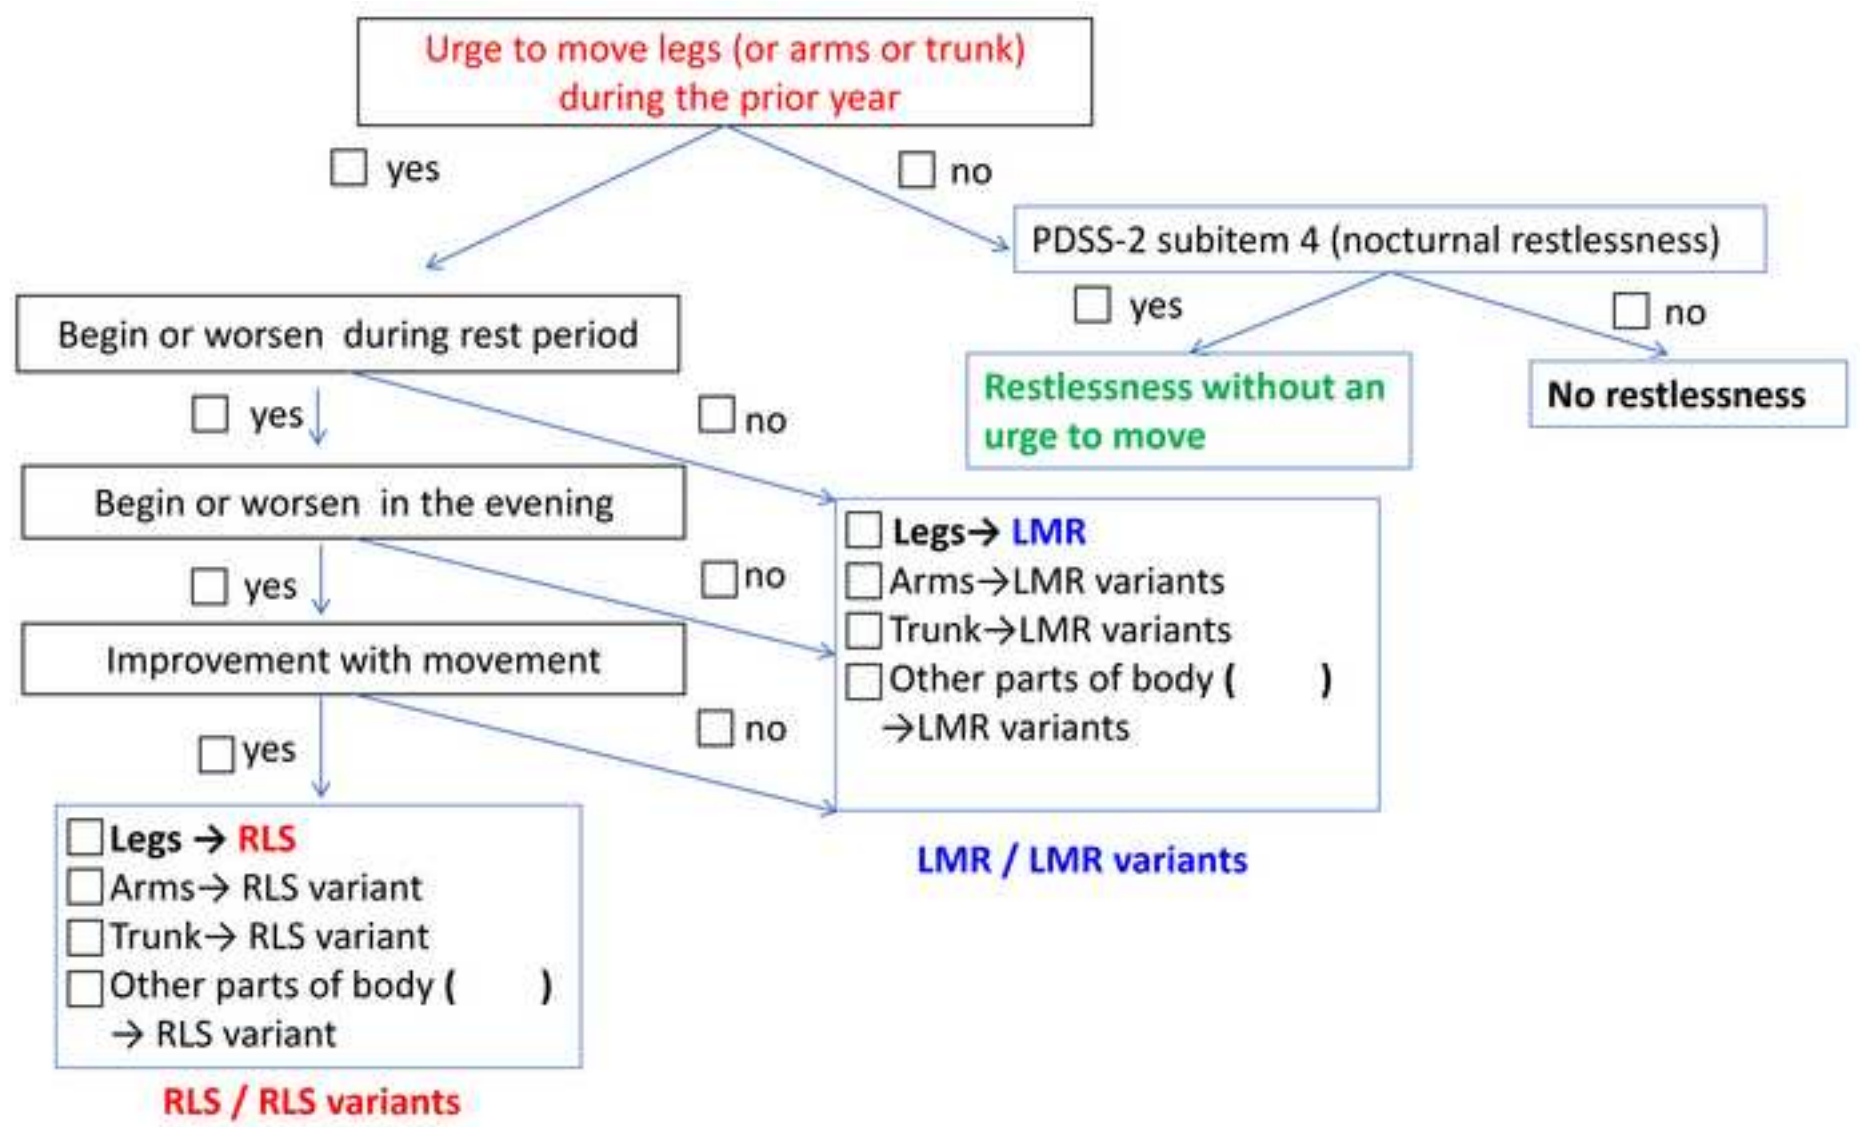 Urge to move legs (or arms or trunk)
during the prior year
yes
no
PDSS-2 subitem 4 (nocturnal restlessness)
yes
no
Restlessness without an
urge to move
No restlessness
Begin or worsen during rest period
yes
no
Begin or worsen in the evening
yes
no
Improvement with movement
yes
no
Legs→ LMR
Arms→LMR variants
Trunk→LMR variants
Other parts of body ( )
→LMR variants
LMR / LMR variants
Legs → RLS
Arms→ RLS variant
Trunk→ RLS variant
Other parts of body ( )
→ RLS variant
RLS / RLS variants